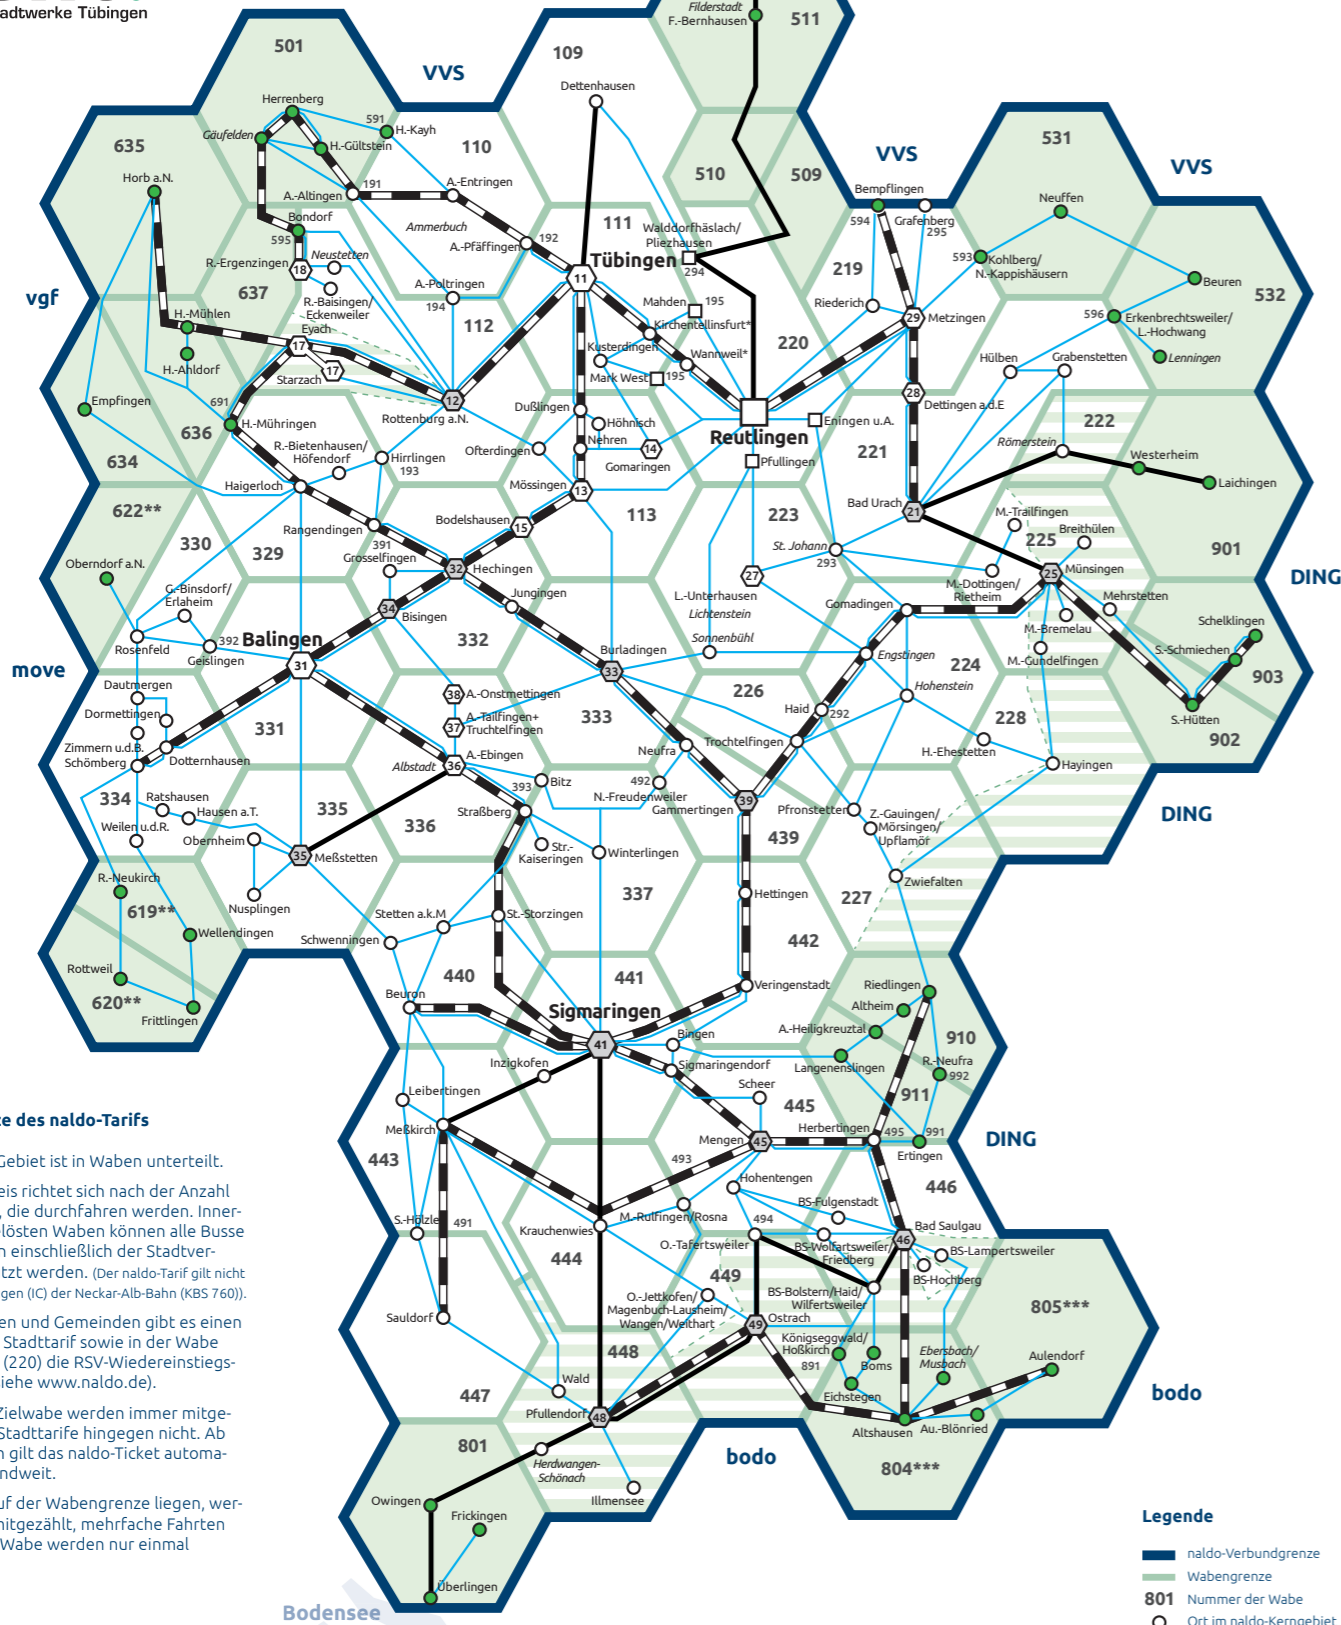 adtwerke Tübingen
Filderstadt
F.-Bernhausen
511
501
VVS
109
Dettenhausen
Herrenberg
591
H.-Kayh
Gäufelden
H.-Gültstein
110
635
Horb a.N.
191
A.-Altingen
A.-Entringen
510
509
VVS
531
VVS
Bempflingen
594
Grafenberg
295
Neuffen
Bondorf
595
Ammerbuch
111
Walddorfhäslach/
Pliezhausen
294
192
A.-Pfäffingen
Tübingen
11
R.-Ergenzingen
18
Neustetten
637
R.-Baisingen/
Eckenweiler
A.-Poltringen
194
219
593
Kohlberg/
N.-Kappishäusern
Beuren
532
vgf
Mahden
195
Riederich
29
Metzingen
596
Erkenbrechtsweiler/
L.-Hochwang
H.-Mühlen
Eyach
17
112
Kirchentellinsfurt*
220
H.-Ahldorf
Kusterdingen
Wannweil*
Hülben
Grabenstetten
Lenningen
Starzach
17
Mark West
195
Empfingen
691
12
Rottenburg a.N.
28
Dettingen a.d.E
636
H.-Mühringen
Dußlingen
Höhnisch
Reutlingen
Eningen u.A.
222
R.-Bietenhausen/
Höfendorf
Hirrlingen
193
Ofterdingen
Nehren
14
Gomaringen
Pfullingen
221
Römerstein
Westerheim
634
Haigerloch
Mössingen
13
Laichingen
622**
Bad Urach
21
Rangendingen
Bodelshausen
15
113
223
M.-Trailfingen
330
329
391
Grosselfingen
32
Hechingen
St. Johann
293
225
Breithülen
901
Oberndorf a.N.
27
25
Münsingen
DING
G.-Binsdorf/
Erlaheim
34
Bisingen
Jungingen
L.-Unterhausen
Lichtenstein
M.-Dottingen/
Rietheim
Gomadingen
Mehrstetten
M.-Bremelau
Schelklingen
Rosenfeld
392
Geislingen
Balingen
31
332
Burladingen
33
Sonnenbühl
Engstingen
M.-Gundelfingen
S.-Schmiechen
move
224
903
Dautmergen
38
A.-Onstmettingen
226
Hohenstein
Dormettingen
331
37
A.-Tailfingen+
Truchtelfingen
333
Haid
292
228
S.-Hütten
902
Zimmern u.d.B.
Schömberg
Dotternhausen
Albstadt
36
A.-Ebingen
Neufra
Trochtelfingen
H.-Ehestetten
Hayingen
334
Ratshausen
Hausen a.T.
335
336
393
Bitz
492
N.-Freudenweiler
Gammertingen
39
Straßberg
Pfronstetten
Z.-Gauingen/
Mörsingen/
Upflamör
DING
Weilen u.d.R.
Obernheim
35
Meßstetten
Str.-
Kaiseringen
Winterlingen
439
R.-Neukirch
Zwiefalten
Nusplingen
337
Hettingen
227
619**
Stetten a.k.M
St.-Storzingen
Wellendingen
Schwenningen
442
Rottweil
440
441
620**
Beuron
Frittlingen
Sigmaringen
41
Veringenstadt
Riedlingen
Altheim
A.-Heiligkreuztal
910
Bingen
Langenenslingen
R.-Neufra
992
Inzigkofen
Sigmaringendorf
te des naldo-Tarifs
Leibertingen
Scheer
445
911
Meßkirch
Mengen
45
Herbertingen
495
991
Ertingen
DING
Gebiet ist in Waben unterteilt.
eis richtet sich nach der Anzahl
, die durchfahren werden. Inner-
elösten Waben können alle Busse
n einschließlich der Stadtver-
tzt werden. (Der naldo-Tarif gilt nicht
gen (IC) der Neckar-Alb-Bahn (KBS 760)).
443
493
Hohentengen
446
BS-Fulgenstadt
S.-Hölzle
491
M.-Rulfingen/Rosna
494
Bad Saulgau
46
Krauchenwies
O.-Tafertsweiler
BS-Wolfartsweiler/
Friedberg
BS-Lampertsweiler
444
449
BS-Hochberg
O.-Jettkofen/
Magenbuch-Lausheim/
Wangen/Weithart
BS-Bolstern/Haid/
Wilfertsweiler
805***
en und Gemeinden gibt es einen
Stadttarif sowie in der Wabe
(220) die RSV-Wiedereinstiegs-
iehe www.naldo.de).
Sauldorf
49
Ostrach
Königseggwald/
Hoßkirch
891
Boms
Ebersbach/
Musbach
Aulendorf
448
447
Wald
Eichstegen
bodo
Zielwabe werden immer mitge-
Stadttarife hingegen nicht. Ab
n gilt das naldo-Ticket automa-
ndweit.
Pfullendorf
48
Altshausen
Au.-Blönried
801
Herdwangen-
Schönach
bodo
804***
Illmensee
uf der Wabengrenze liegen, wer-
nitgezählt, mehrfache Fahrten
Wabe werden nur einmal
Owingen
Frickingen
Überlingen
Bodensee
Legende
naldo-Verbundgrenze
Wabengrenze
801 Nummer der Wabe
Ort im naldo-Kerngebiet